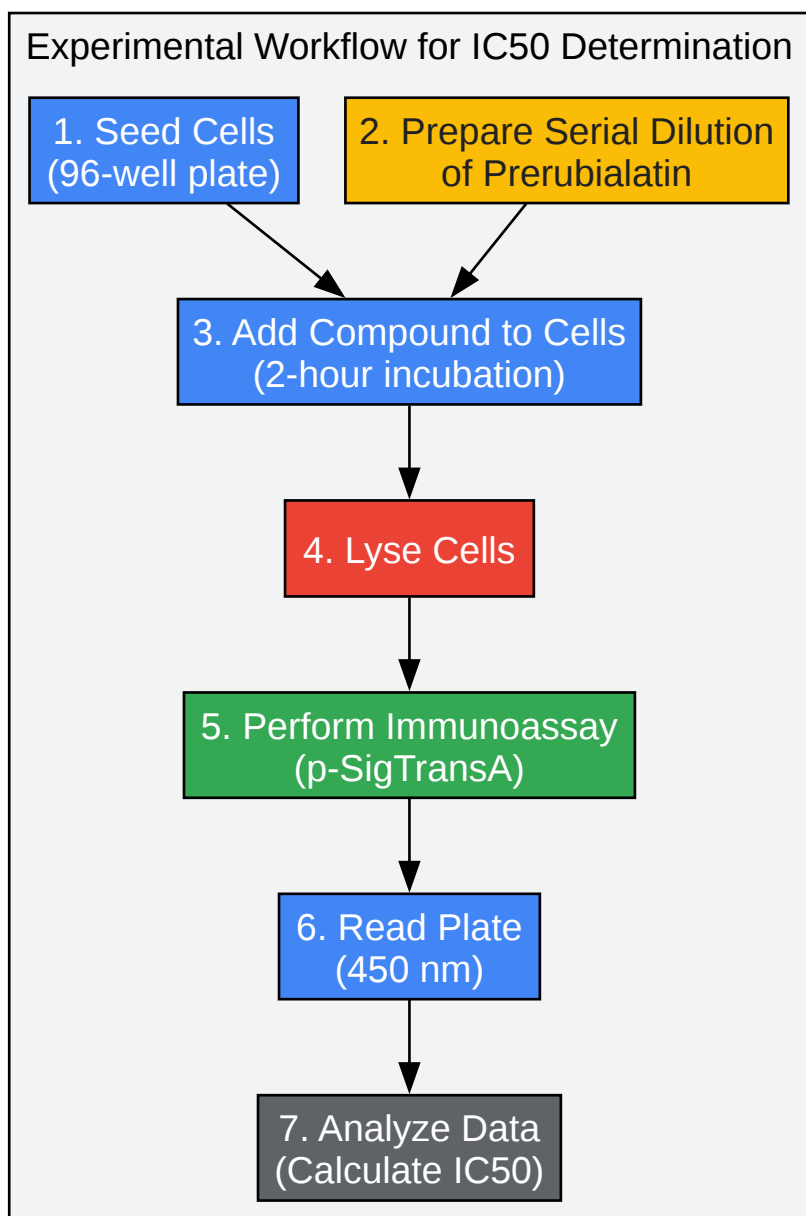 Experimental Workflow for IC50 Determination
1. Seed Cells
(96-well plate)
2. Prepare Serial Dilution
of Prerubialatin
3. Add Compound to Cells
(2-hour incubation)
4. Lyse Cells
5. Perform Immunoassay
(p-SigTransA)
6. Read Plate
(450 nm)
7. Analyze Data
(Calculate IC50)